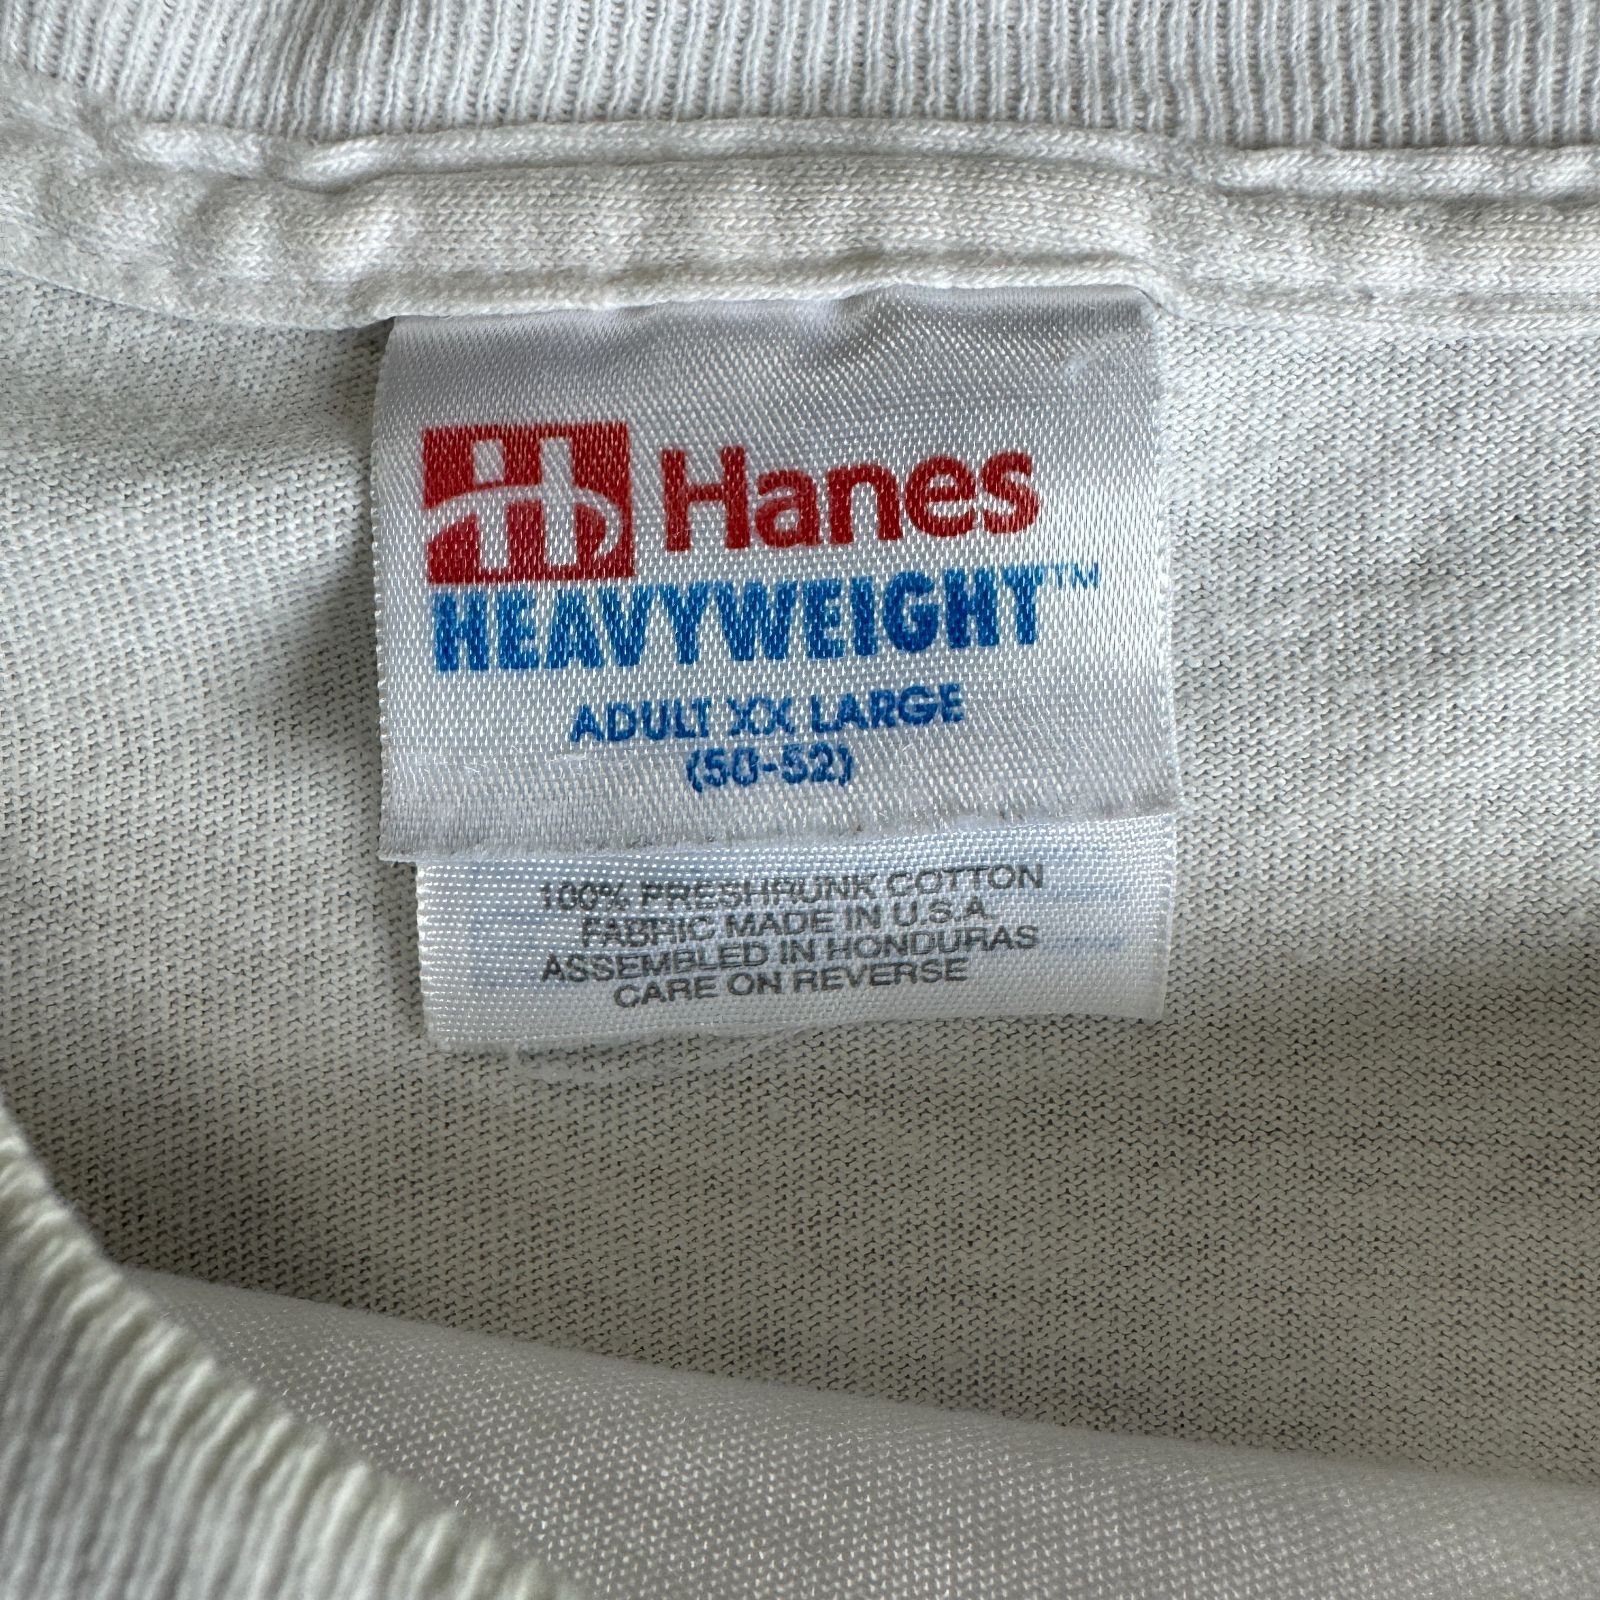 H Hanes
HEAVYWEIGHT™
ADULT XX LARGE
(50-52)
100% PRESHRUNK COTTON
FABRIC MADE IN U.S.A.
ASSEMBLED IN HONDURAS
CARE ON REVERSE